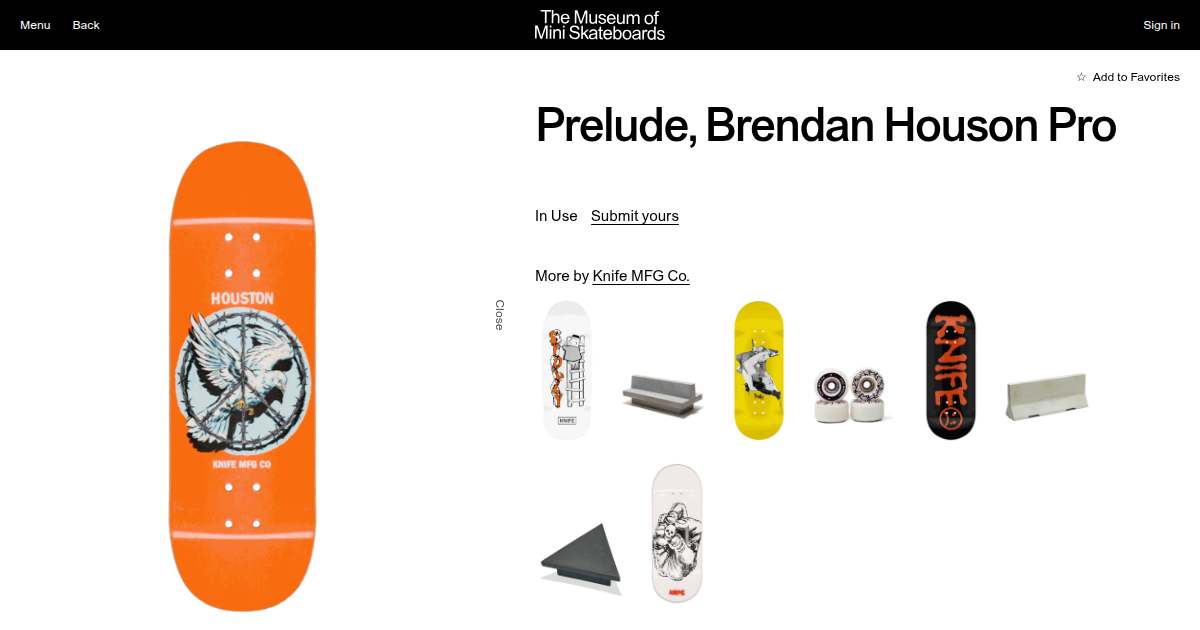 Menu
Back
The Museum of
Mini Skateboards
Sign in
☆ Add to Favorites
Prelude, Brendan Houson Pro
In Use Submit yours
More by Knife MFG Co.
Close
HOUSTON
KNIFE MFG CO
KNIFE
KNIFE
KNIFE